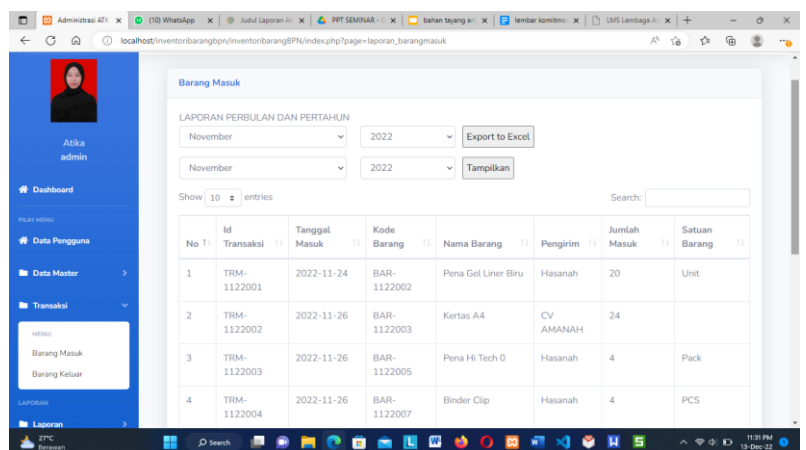 Administrasi ATK
(10) WhatsApp
Judul Laporan Al
PPT SEMINAR - G
bahan tayang an
lembar komitmen
LMS Lembaga Ad
localhost/inventoribarangbpn/inventoribarangBPN/index.php?page=laporan_barangmasuk
Atika
admin
Dashboard
PILIH MENU
Data Pengguna
Data Master
Transaksi
MENU:
Barang Masuk
Barang Keluar
LAPORAN
Laporan
Barang Masuk
LAPORAN PERBULAN DAN PERTAHUN
November 2022 Export to Excel
November 2022 Tampilkan
Show 10 entries Search:
No Id Transaksi Tanggal Masuk Kode Barang Nama Barang Pengirim Jumlah Masuk Satuan Barang
1 TRM-1122001 2022-11-24 BAR-1122002 Pena Gel Liner Biru Hasanah 20 Unit
2 TRM-1122002 2022-11-26 BAR-1122003 Kertas A4 CV AMANAH 24
3 TRM-1122003 2022-11-26 BAR-1122005 Pena Hi Tech 0 Hasanah 4 Pack
4 TRM-1122004 2022-11-26 BAR-1122007 Binder Clip Hasanah 4 PCS
27°C
Berawan
Search
11:31 PM
13-Dec-22